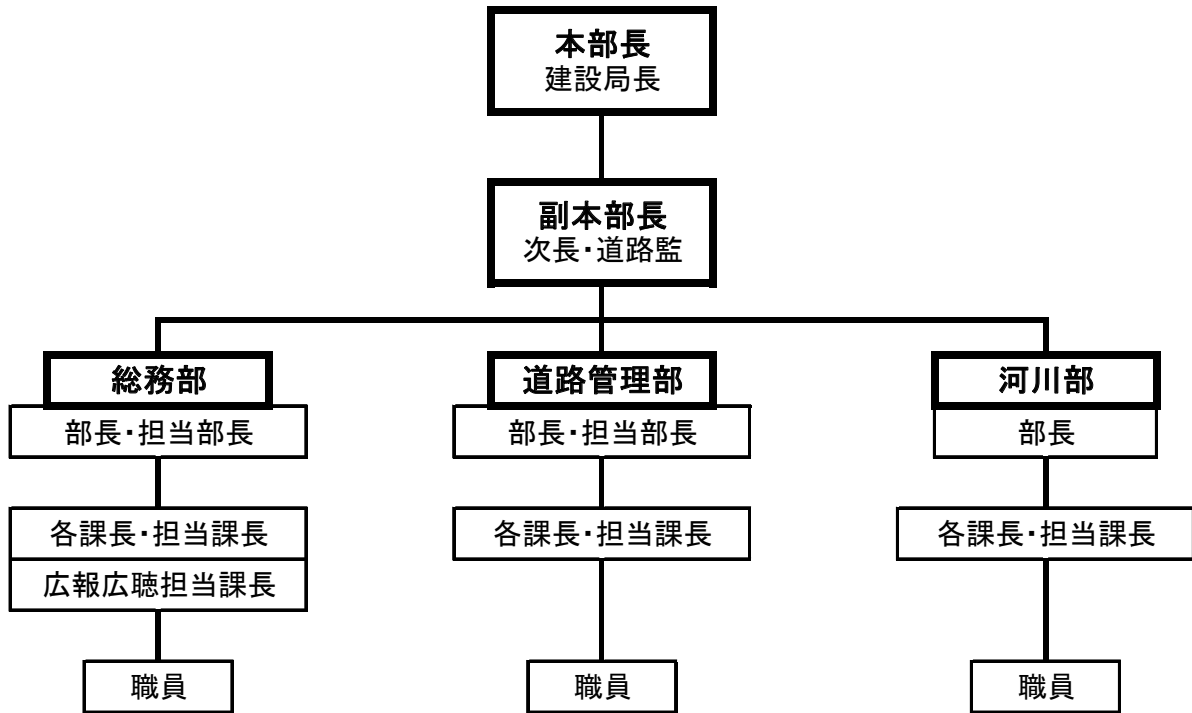 本部長
建設局長
副本部長
次長・道路監
総務部
部長・担当部長
各課長・担当課長
広報広聴担当課長
職員
道路管理部
部長・担当部長
各課長・担当課長
職員
河川部
部長
各課長・担当課長
職員